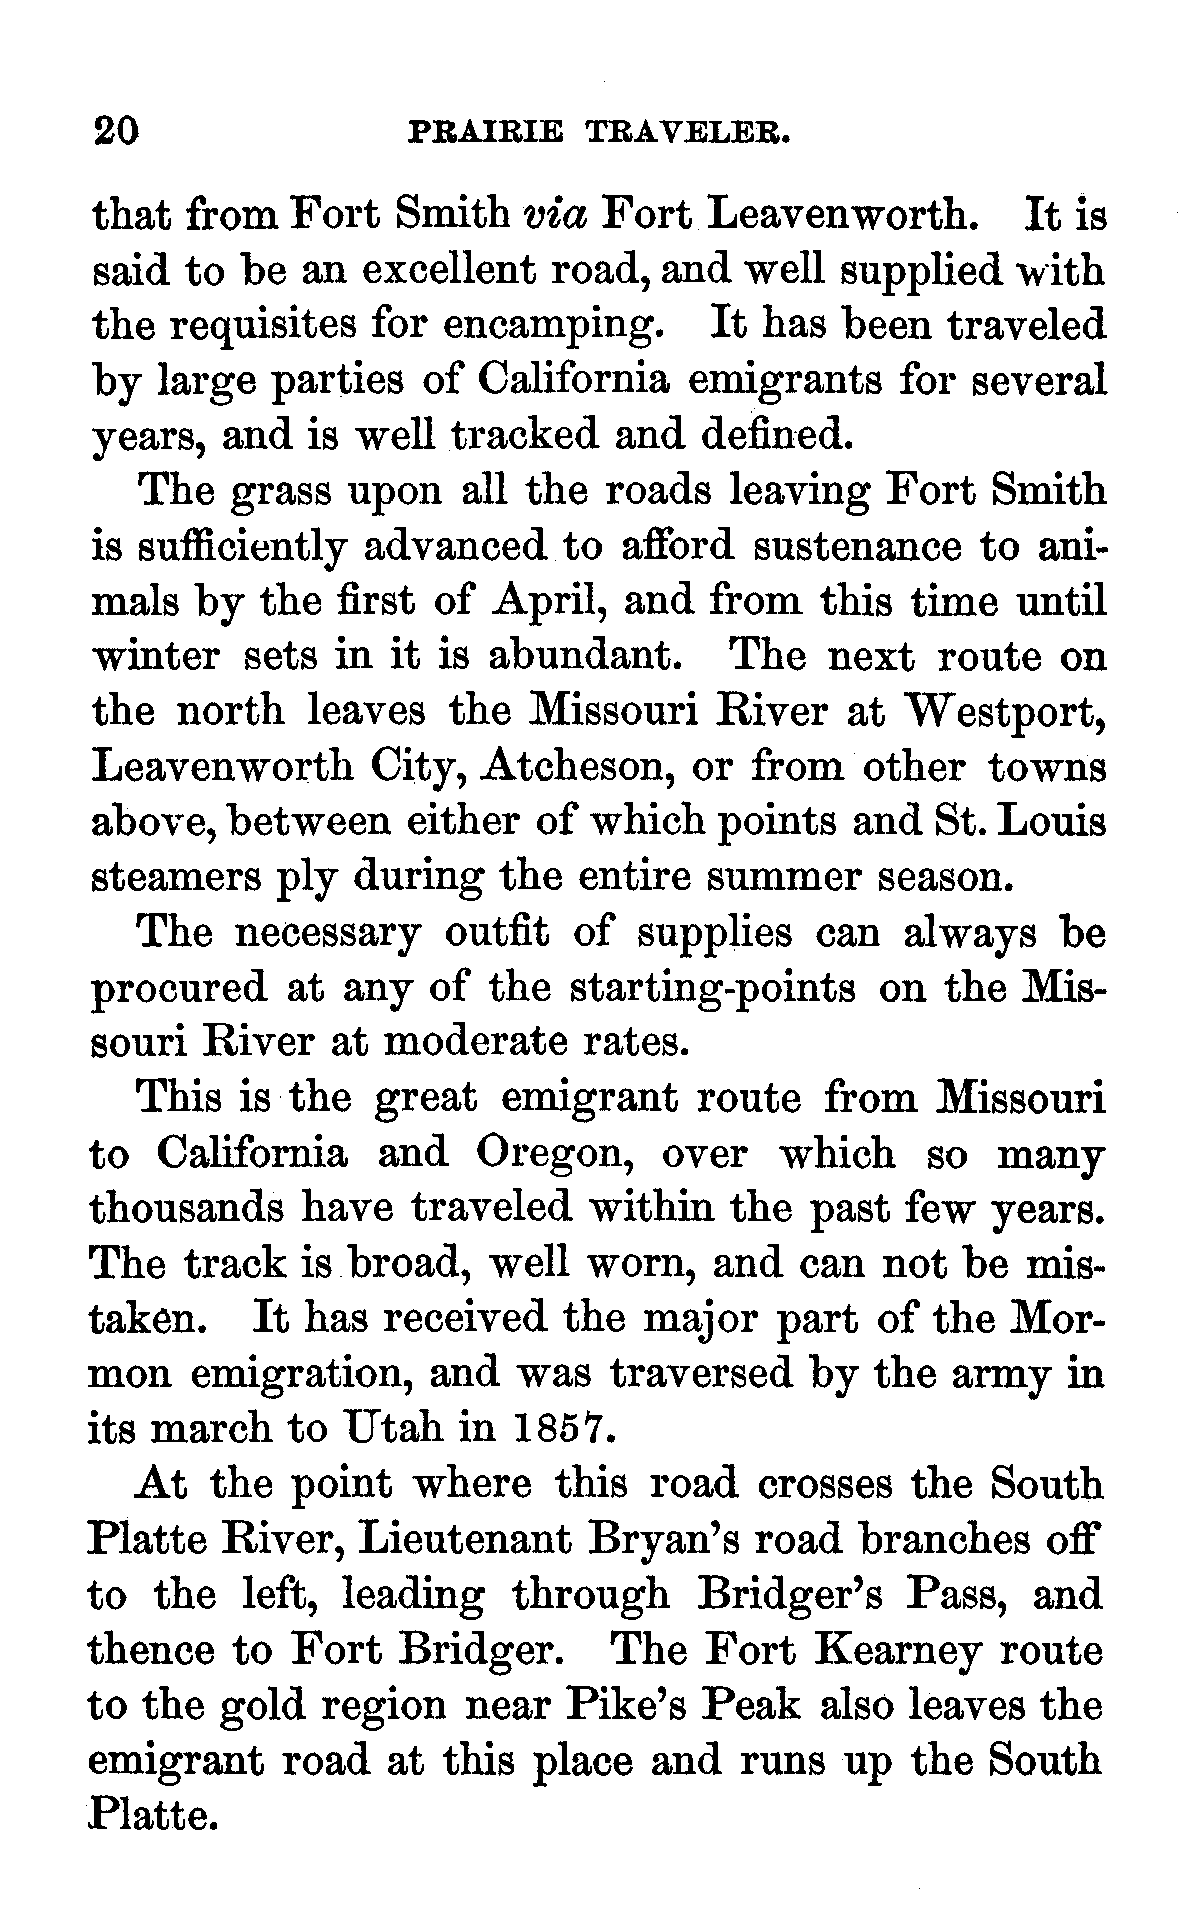 20 PRAIRIE TRAVELER.
that from Fort Smith via Fort Leavenworth. It is
said to be an excellent road, and well supplied with
the requisites for encamping. It has been traveled
by large parties of California emigrants for several
years, and is well tracked and defined.
The grass upon all the roads leaving Fort Smith
is sufficiently advanced to afford sustenance to ani-
mals by the first of April, and from this time until
winter sets in it is abundant. The next route on
the north leaves the Missouri River at Westport,
Leavenworth City, Atcheson, or from other towns
above, between either of which points and St. Louis
steamers ply during the entire summer season.
The necessary outfit of supplies can always be
procured at any of the starting-points on the Mis-
souri River at moderate rates.
This is the great emigrant route from Missouri
to California and Oregon, over which so many
thousands have traveled within the past few years.
The track is broad, well worn, and can not be mis-
taken. It has received the major part of the Mor-
mon emigration, and was traversed by the army in
its march to Utah in 1857.
At the point where this road crosses the South
Platte River, Lieutenant Bryan's road branches off
to the left, leading through Bridger's Pass, and
thence to Fort Bridger. The Fort Kearney route
to the gold region near Pike's Peak also leaves the
emigrant road at this place and runs up the South
Platte.